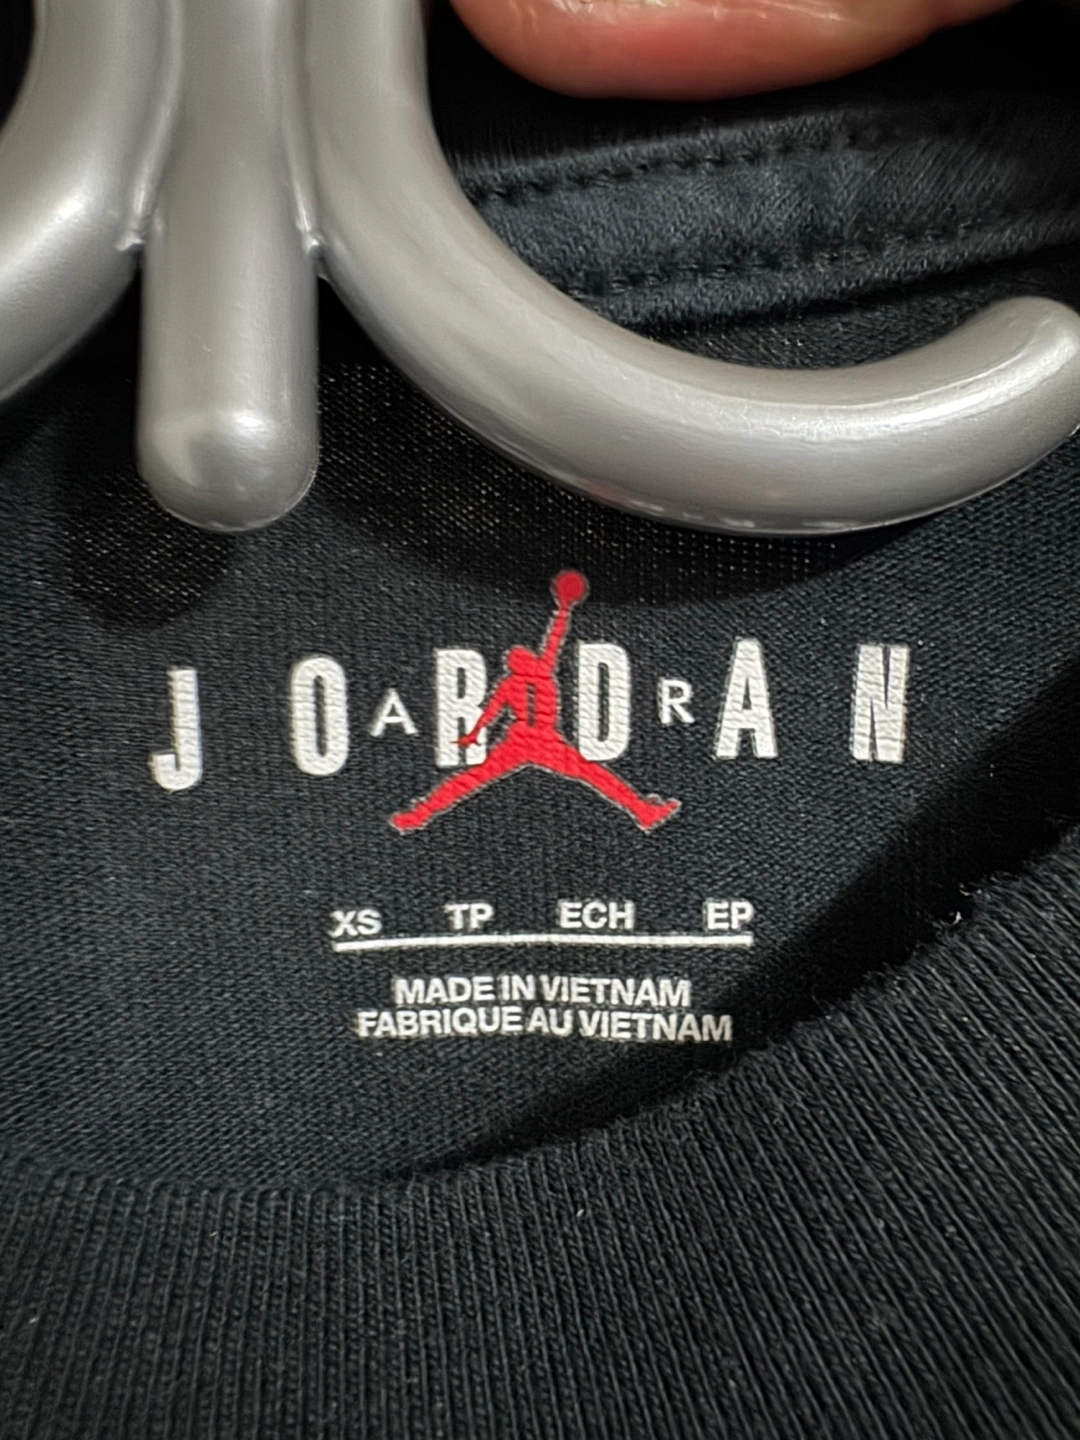 JORDAN
AIR
XS TP ECH EP
MADE IN VIETNAM
FABRIQUE AU VIETNAM